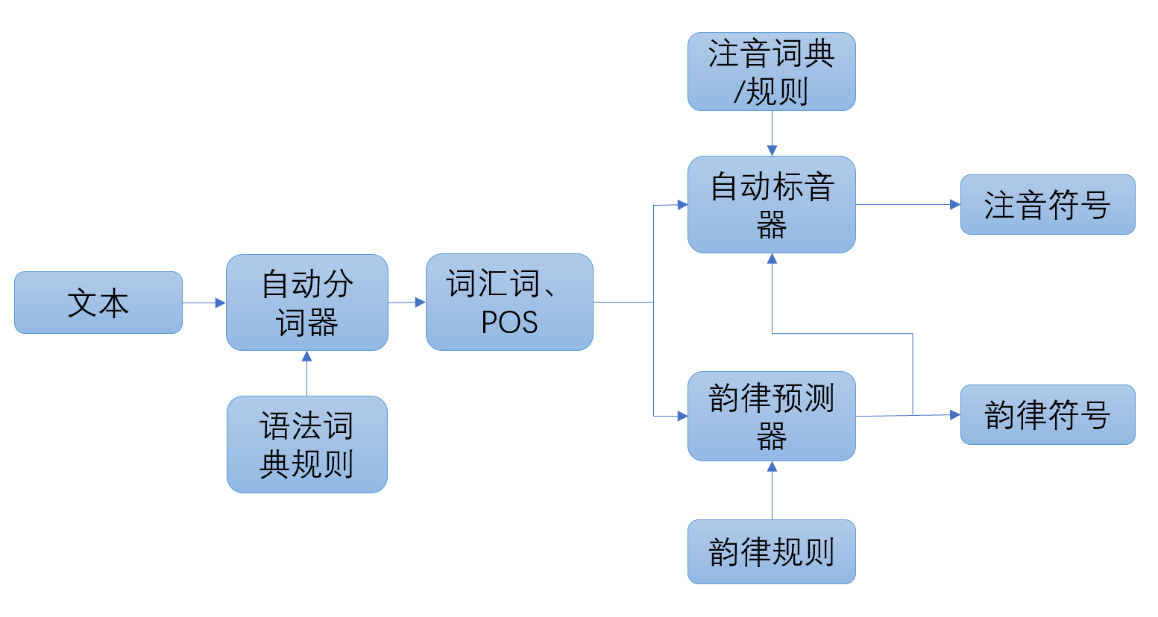 注音词典
/规则
自动标音
器
注音符号
文本
自动分
词器
词汇词、
POS
语法词
典规则
韵律预测
器
韵律符号
韵律规则